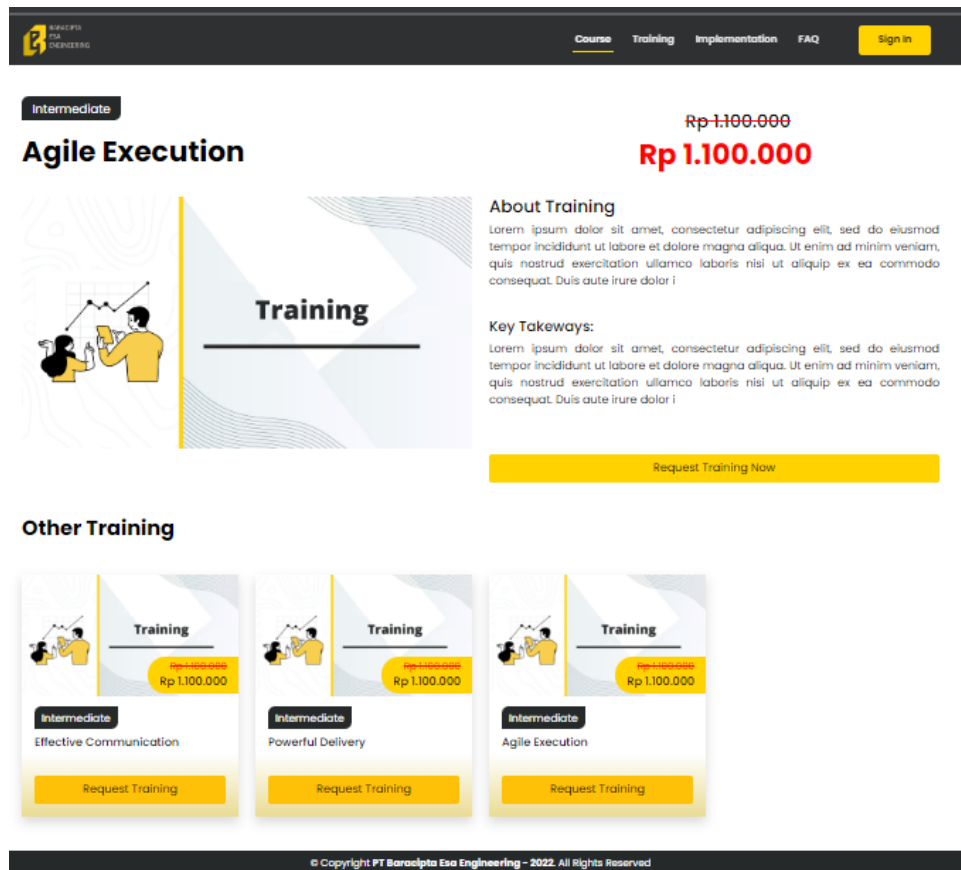 BARACIPTA
ESA
ENGINEERING
Course Training Implementation FAQ Sign In
Intermediate
Agile Execution
Rp 1.100.000
Rp 1.100.000
Training
About Training
Lorem ipsum dolor sit amet, consectetur adipiscing elit, sed do eiusmod
tempor incididunt ut labore et dolore magna aliqua. Ut enim ad minim veniam,
quis nostrud exercitation ullamco laboris nisi ut aliquip ex ea commodo
consequat. Duis aute irure dolor i
Key Takeways:
Lorem ipsum dolor sit amet, consectetur adipiscing elit, sed do eiusmod
tempor incididunt ut labore et dolore magna aliqua. Ut enim ad minim veniam,
quis nostrud exercitation ullamco laboris nisi ut aliquip ex ea commodo
consequat. Duis aute irure dolor i
Request Training Now
Other Training
Training
Rp 1.100.000
Rp 1.100.000
Intermediate
Effective Communication
Request Training
Training
Rp 1.100.000
Rp 1.100.000
Intermediate
Powerful Delivery
Request Training
Training
Rp 1.100.000
Rp 1.100.000
Intermediate
Agile Execution
Request Training
© Copyright PT Baracipta Esa Engineering - 2022. All Rights Reserved